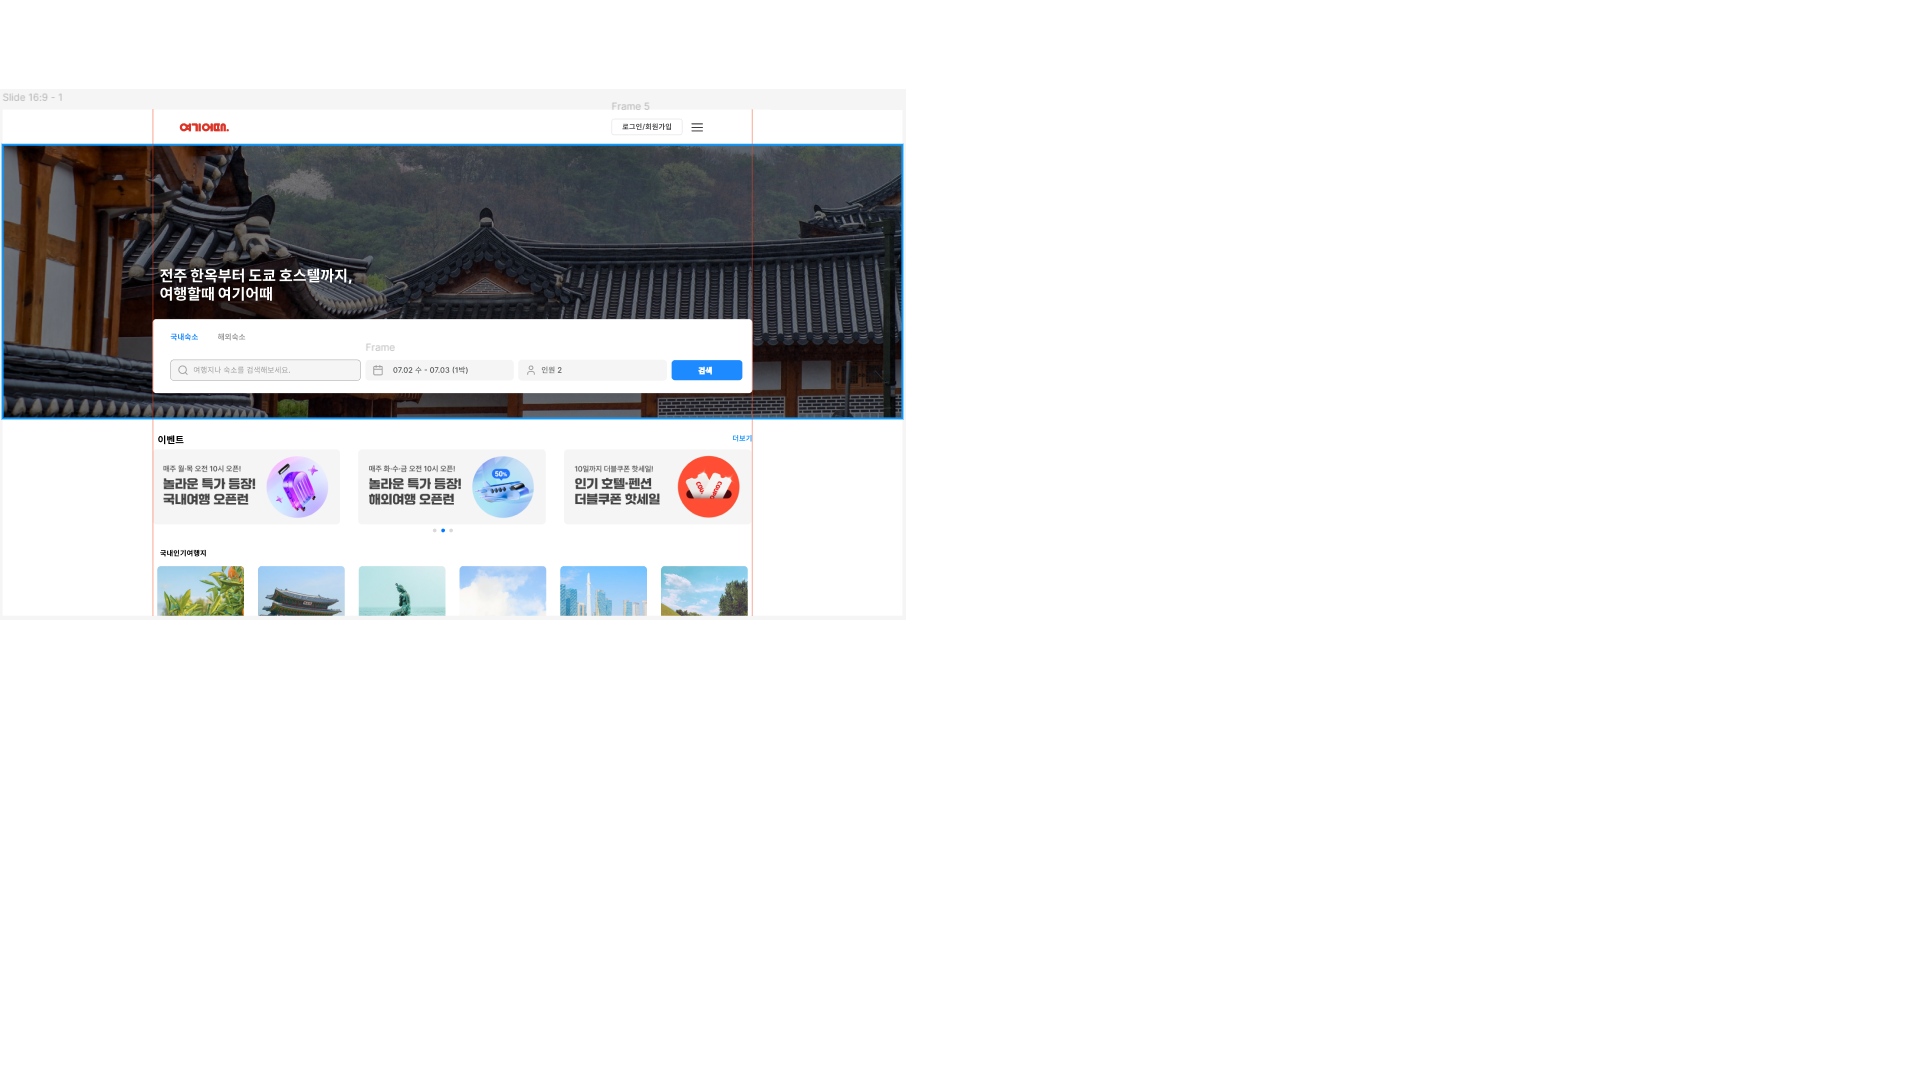 Slide 16:9 - 1
Frame 5
여기어때.
로그인/회원가입
전주 한옥부터 도쿄 호스텔까지,
여행할때 여기어때
국내숙소
해외숙소
Frame
여행지나 숙소를 검색해보세요.
07.02 수 - 07.03 (1박)
인원 2
검색
이벤트
더보기
매주 월·목 오전 10시 오픈!
놀라운 특가 등장!
국내여행 오픈런
매주 화·수·금 오전 10시 오픈!
놀라운 특가 등장!
해외여행 오픈런
50%
10일까지 더블쿠폰 핫세일!
인기 호텔·펜션
더블쿠폰 핫세일
국내인기여행지